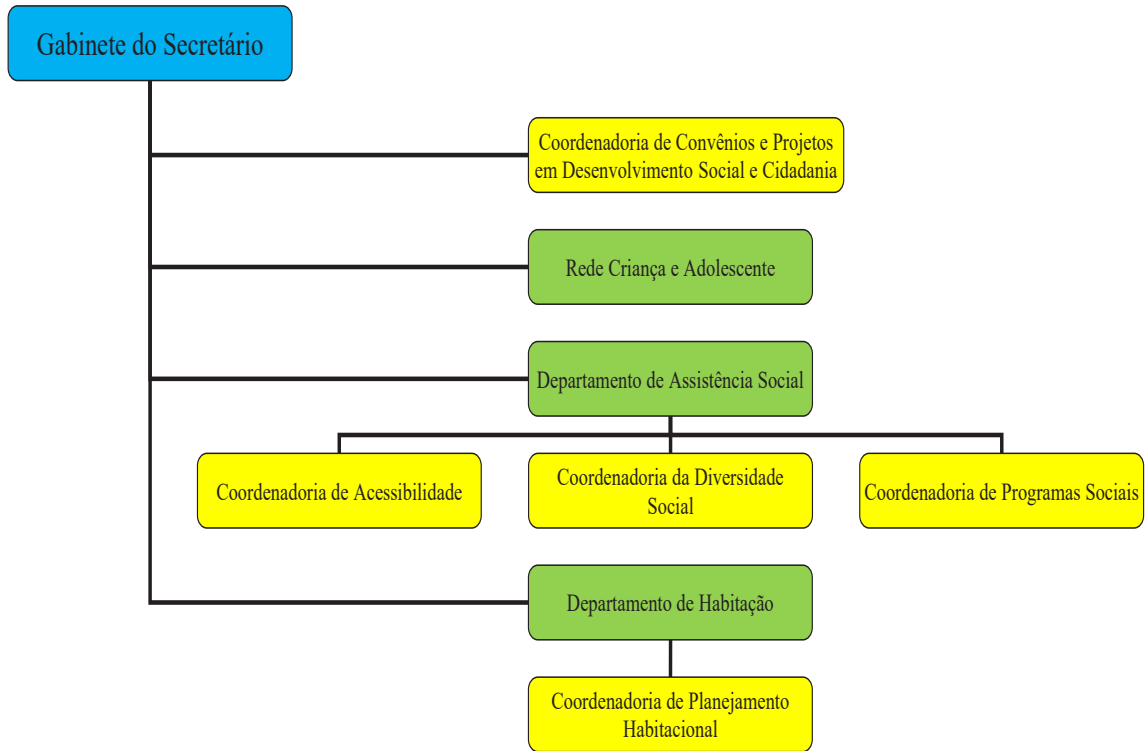 Gabinete do Secretário
Coordenadoria de Convênios e Projetos
em Desenvolvimento Social e Cidadania
Rede Criança e Adolescente
Departamento de Assistência Social
Coordenadoria de Acessibilidade
Coordenadoria da Diversidade
Social
Coordenadoria de Programas Sociais
Departamento de Habitação
Coordenadoria de Planejamento
Habitacional